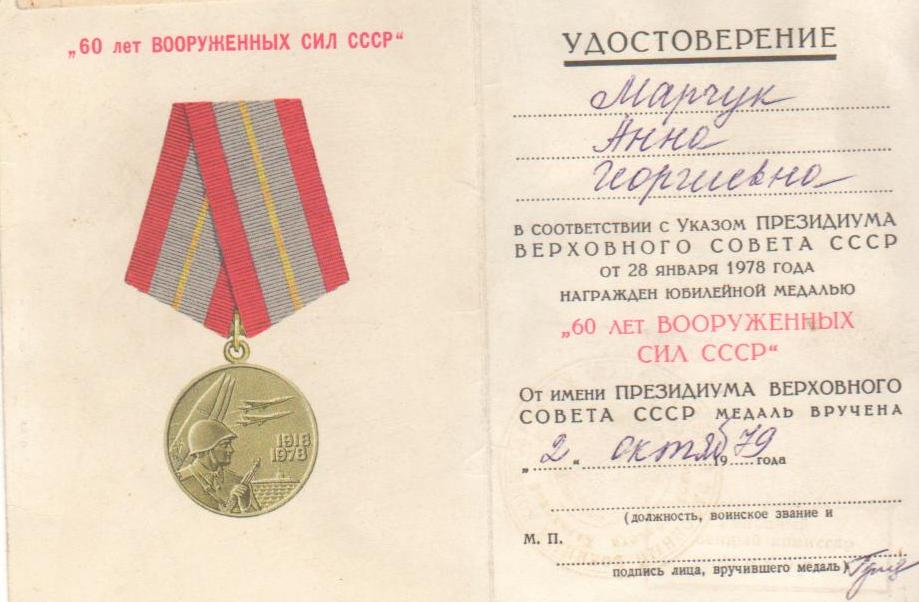 „60 лет ВООРУЖЕННЫХ СИЛ СССР“
1918
1978
УДОСТОВЕРЕНИЕ
Марчук
Анна
Георгиевна
в соответствии с Указом ПРЕЗИДИУМА
ВЕРХОВНОГО СОВЕТА СССР
от 28 января 1978 года
награжден юбилейной медалью
„60 лет ВООРУЖЕННЫХ
СИЛ СССР“
От имени ПРЕЗИДИУМА ВЕРХОВНОГО
СОВЕТА СССР медаль вручена
„2“ октяб 1979 года
(должность, воинское звание и
М. П.
подпись лица, вручившего медаль)